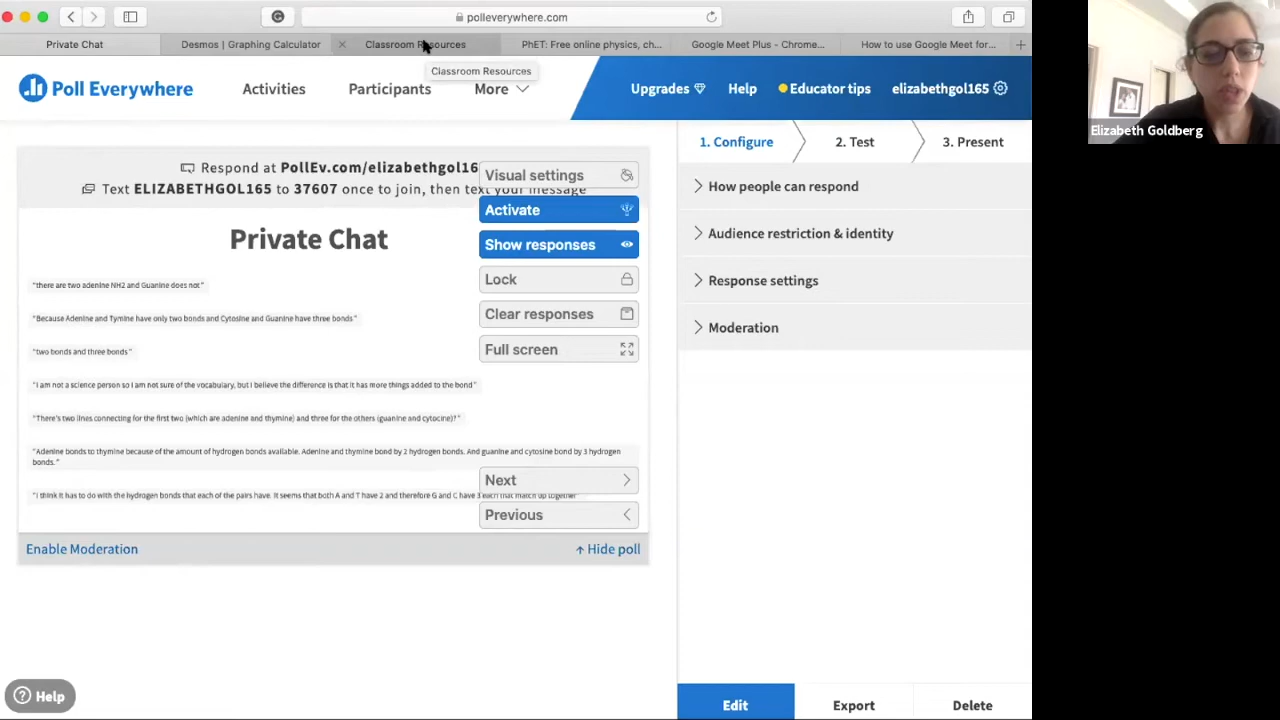 polleverywhere.com
Private Chat
Desmos | Graphing Calculator
Classroom Resources
PhET: Free online physics, ch...
Google Meet Plus - Chrome...
How to use Google Meet for...
Classroom Resources
Poll Everywhere
Activities
Participants
More
Upgrades
Help
Educator tips
elizabethgol165
Elizabeth Goldberg
1. Configure
2. Test
3. Present
Respond at PollEv.com/elizabethgol16
Text ELIZABETHGOL165 to 37607 once to join, then text your message
Private Chat
"there are two adenine NH2 and Guanine does not"
"Because Adenine and Tymine have only two bonds and Cytosine and Guanine have three bonds"
"two bonds and three bonds"
"I am not a science person so I am not sure of the vocabulary, but I believe the difference is that it has more things added to the bond"
"There's two lines connecting for the first two (which are adenine and thymine) and three for the others (guanine and cytocine)?"
"Adenine bonds to thymine because of the amount of hydrogen bonds available. Adenine and thymine bond by 2 hydrogen bonds. And guanine and cytosine bond by 3 hydrogen
bonds."
"I think it has to do with the hydrogen bonds that each of the pairs have. It seems that both A and T have 2 and therefore G and C have 3 each that match up together"
Visual settings
Activate
Show responses
Lock
Clear responses
Full screen
Next
Previous
Enable Moderation
Hide poll
How people can respond
Audience restriction & identity
Response settings
Moderation
Help
Edit
Export
Delete